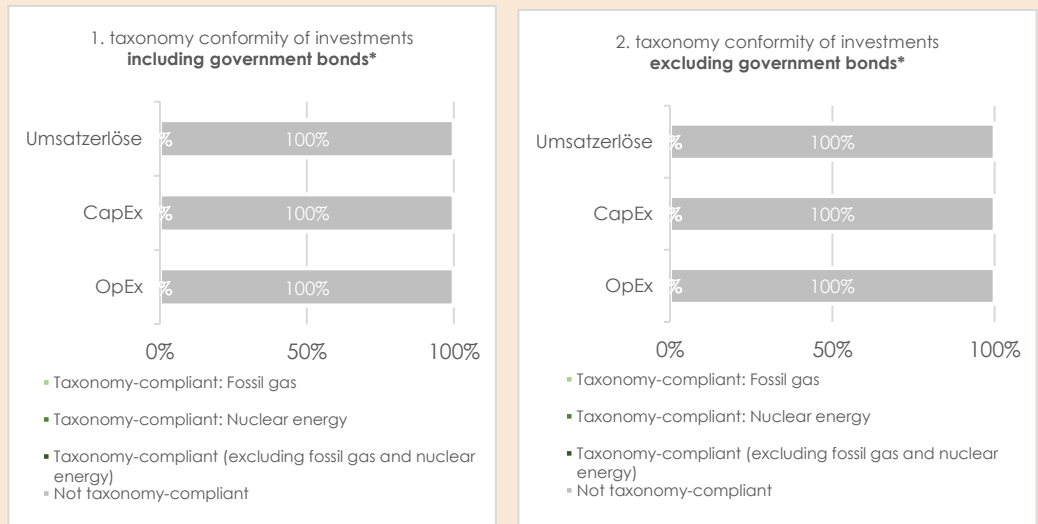 1. taxonomy conformity of investments
including government bonds*
Umsatzerlöse
%
100%
CapEx
%
100%
OpEx
%
100%
0%
50%
100%
Taxonomy-compliant: Fossil gas
Taxonomy-compliant: Nuclear energy
Taxonomy-compliant (excluding fossil gas and nuclear
energy)
Not taxonomy-compliant
2. taxonomy conformity of investments
excluding government bonds*
Umsatzerlöse
%
100%
CapEx
%
100%
OpEx
%
100%
0%
50%
100%
Taxonomy-compliant: Fossil gas
Taxonomy-compliant: Nuclear energy
Taxonomy-compliant (excluding fossil gas and nuclear
energy)
Not taxonomy-compliant